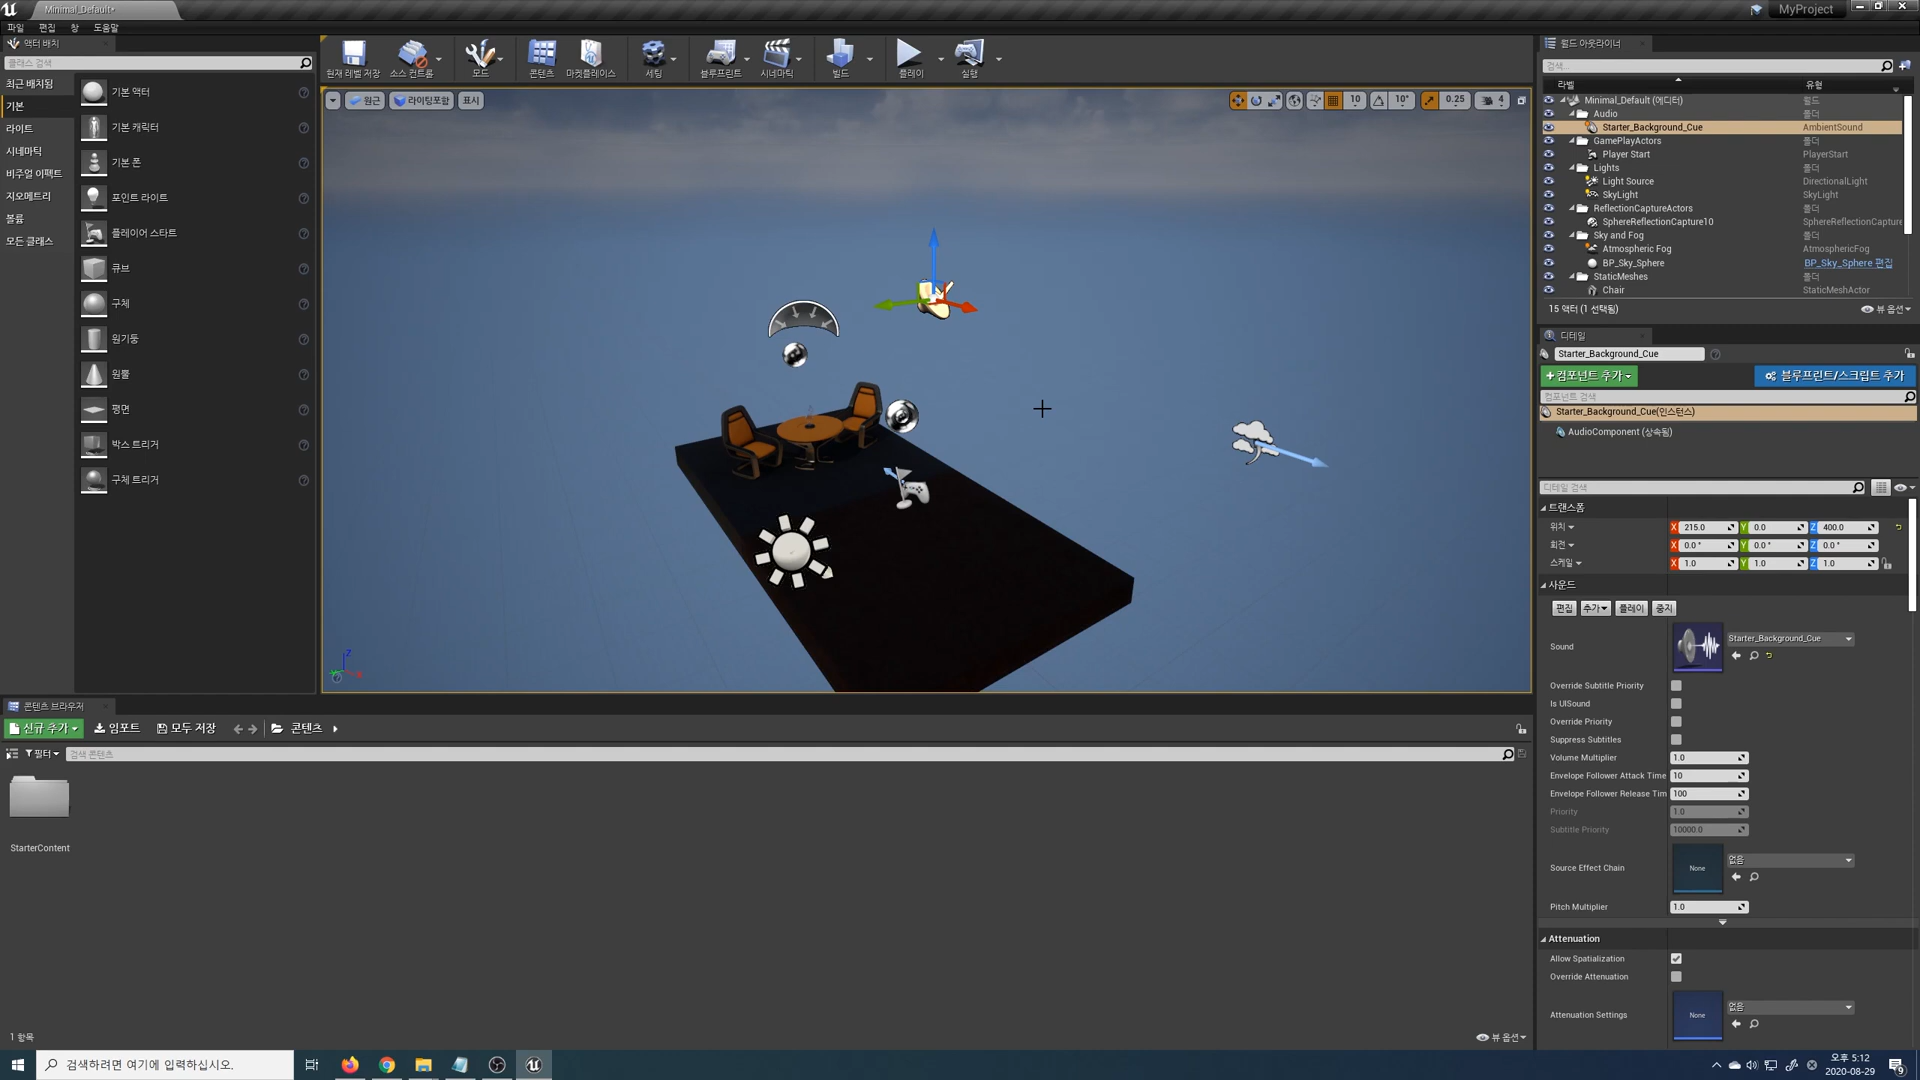 Minimal_Default*
MyProject
파일 편집 창 도움말
액터 배치
클래스 검색
최근 배치됨
기본
라이트
시네마틱
비주얼 이펙트
지오메트리
볼륨
모든 클래스
기본 액터
기본 캐릭터
기본 폰
포인트 라이트
플레이어 스타트
큐브
구체
원기둥
원뿔
평면
박스 트리거
구체 트리거
현재 레벨 저장 소스 컨트롤 모드 콘텐츠 마켓플레이스 세팅 블루프린트 시네마틱 빌드 플레이 실행
원근 라이팅포함 표시
10 10° 0.25 4
월드 아웃라이너
검색...
라벨 유형
Minimal_Default (에디터) 월드
Audio 폴더
Starter_Background_Cue AmbientSound
GamePlayActors 폴더
Player Start PlayerStart
Lights 폴더
Light Source DirectionalLight
SkyLight SkyLight
ReflectionCaptureActors 폴더
SphereReflectionCapture10 SphereReflectionCapture
Sky and Fog 폴더
Atmospheric Fog AtmosphericFog
BP_Sky_Sphere BP_Sky_Sphere 편집
StaticMeshes 폴더
Chair StaticMeshActor
15 액터 (1 선택됨) 뷰 옵션
디테일
Starter_Background_Cue
+컴포넌트 추가 블루프린트/스크립트 추가
컴포넌트 검색
Starter_Background_Cue(인스턴스)
AudioComponent (상속됨)
디테일 검색
트랜스폼
위치 X 215.0 Y 0.0 Z 400.0
회전 X 0.0 ° Y 0.0 ° Z 0.0 °
스케일 X 1.0 Y 1.0 Z 1.0
사운드
편집 추가 플레이 중지
Sound Starter_Background_Cue
Override Subtitle Priority
Is UISound
Override Priority
Suppress Subtitles
Volume Multiplier 1.0
Envelope Follower Attack Time 10
Envelope Follower Release Tim 100
Priority 1.0
Subtitle Priority 10000.0
Source Effect Chain None 없음
Pitch Multiplier 1.0
Attenuation
Allow Spatialization
Override Attenuation
Attenuation Settings None 없음
Z
콘텐츠 브라우저
신규 추가 임포트 모두 저장 콘텐츠
필터 검색 콘텐츠
StarterContent
1 항목 뷰 옵션
검색하려면 여기에 입력하십시오.
오후 5:12
2020-08-29
9